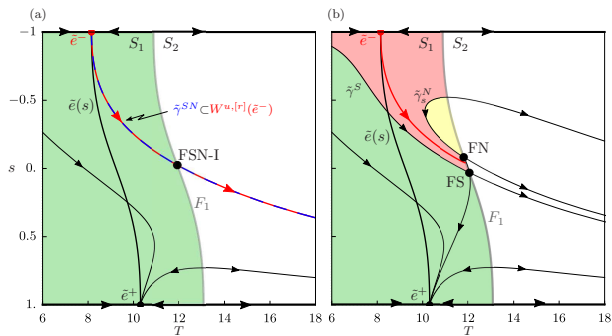 (a)
(b)
−1
−0.5
0.
0.5
1.
s
ẽ⁻
S₁
S₂
ẽ(s)
γ̃^{SN}⊂W^{u,[r]}(ẽ⁻)
FSN-I
F₁
ẽ⁺
6
8
10
12
14
16
18
T
ẽ⁻
S₁
S₂
γ̃^S
γ̃_s^N
ẽ(s)
FN
FS
F₁
ẽ⁺
6
8
10
12
14
16
18
T